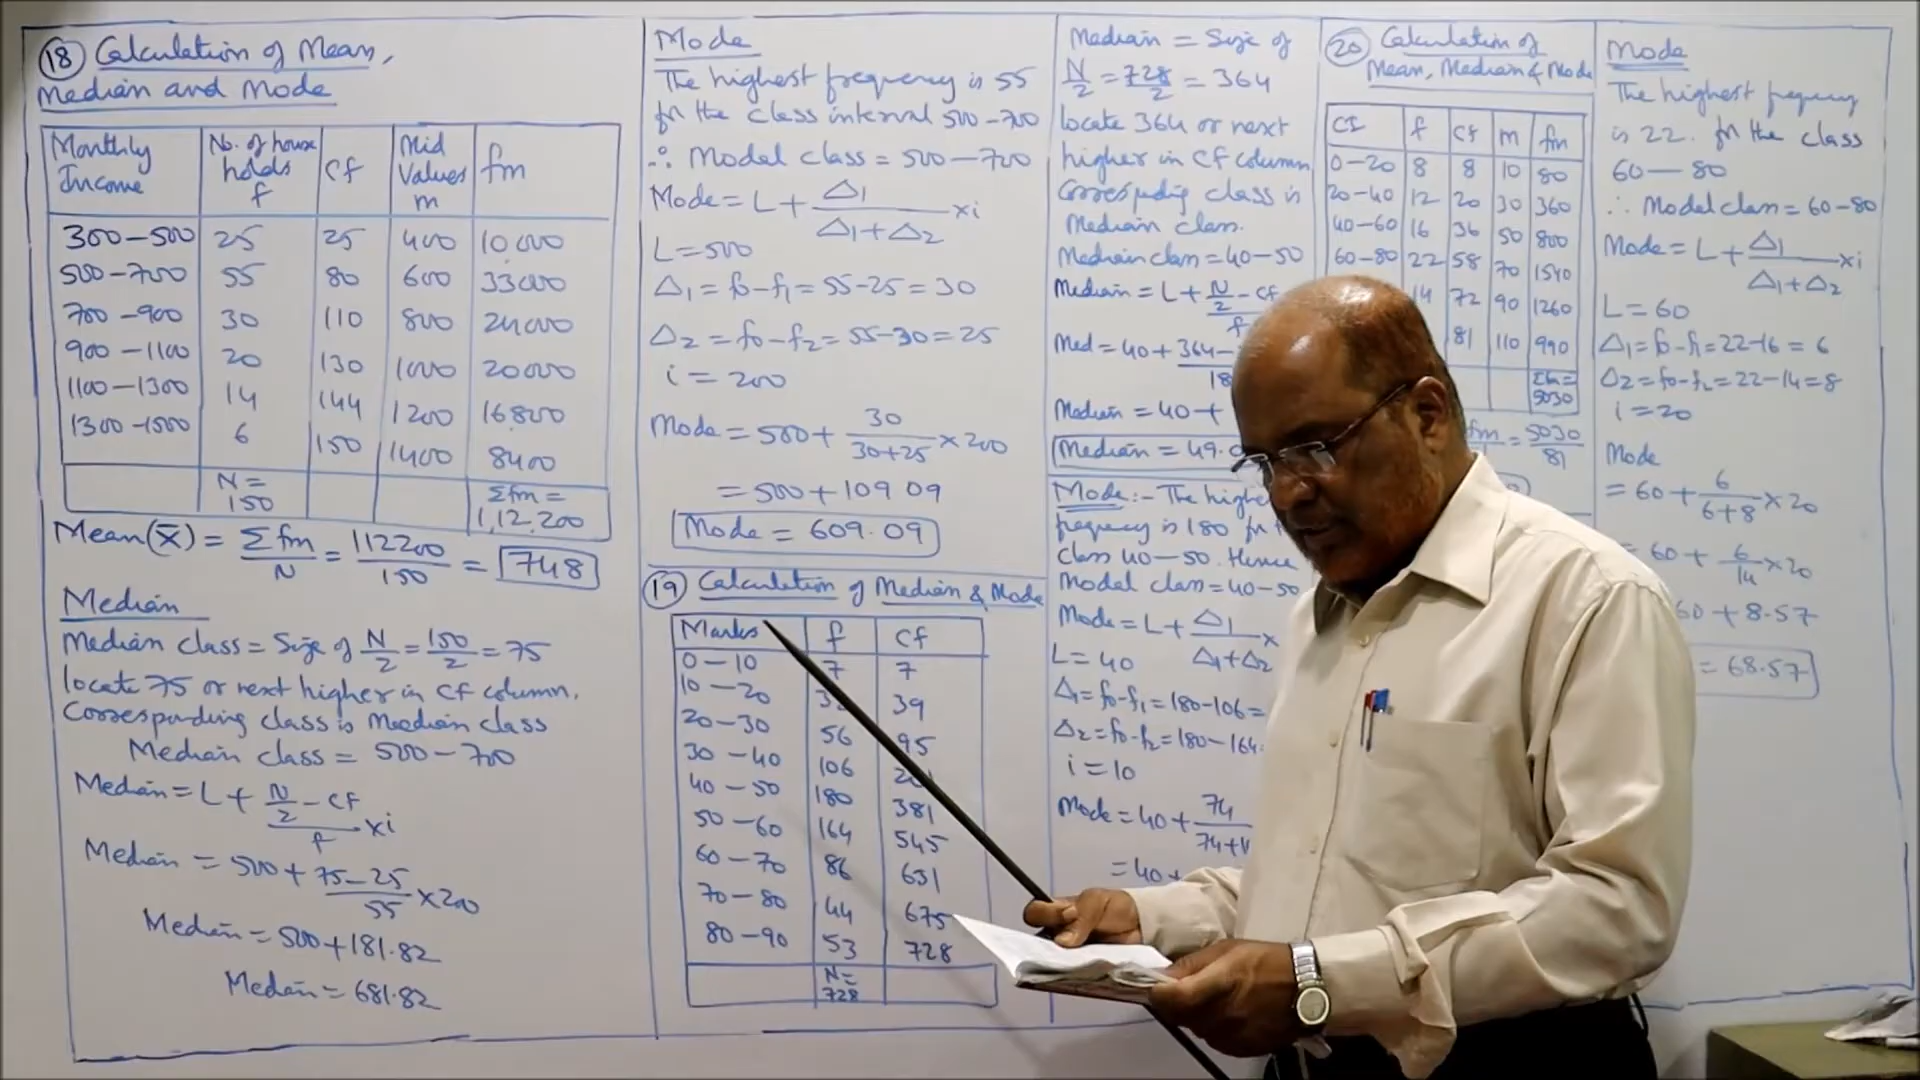 18 Calculation of Mean,
Median and Mode
Monthly Income | No. of house holds f | Cf | Mid Values m | fm
300-500 | 25 | 25 | 400 | 10,000
500-700 | 55 | 80 | 600 | 33000
700-900 | 30 | 110 | 800 | 24000
900-1100 | 20 | 130 | 1000 | 20000
1100-1300 | 14 | 144 | 1200 | 16,800
1300-1500 | 6 | 150 | 1400 | 8400
N = 150 | Σfm = 1,12,200
Mean (x̄) = Σfm/N = 112200/150 = 748
Median
Median class = Size of N/2 = 150/2 = 75
locate 75 or next higher in Cf column.
Corresponding class is Median class
Median class = 500-700
Median = L + (N/2 - Cf)/f × i
Median = 500 + (75-25)/55 × 200
Median = 500 + 181.82
Median = 681.82
Mode
The highest frequency is 55
for the class interval 500-700
∴ Modal class = 500-700
Mode = L + Δ1/(Δ1+Δ2) × i
L = 500
Δ1 = f0-f1 = 55-25 = 30
Δ2 = f0-f2 = 55-30 = 25
i = 200
Mode = 500 + 30/(30+25) × 200
= 500 + 109.09
Mode = 609.09
19 Calculation of Median & Mode
Marks | f | Cf
0-10 | 7 | 7
10-20 | 39
20-30 | 56 | 95
30-40 | 106
40-50 | 180 | 381
50-60 | 164 | 545
60-70 | 86 | 631
70-80 | 44 | 675
80-90 | 53 | 728
N = 728
Median = Size of
N/2 = 728/2 = 364
locate 364 or next
higher in Cf column
Corresponding class is
Median class.
Median class = 40-50
Median = L + N/2 - Cf
f
Med = 40 + 364-
18
Median = 40 +
Median = 49.
Mode:- The highe
frequency is 180 for
class 40-50. Hence
Modal class = 40-50
Mode = L + Δ1/(Δ1+Δ2) ×
L = 40
Δ1 = f0-f1 = 180-106 =
Δ2 = f0-f2 = 180-164
i = 10
Mode = 40 + 74
74+
= 40 +
20 Calculation of
Mean, Median & Mode
CI | f | Cf | m | fm
0-20 | 8 | 8 | 10 | 80
20-40 | 12 | 20 | 30 | 360
40-60 | 16 | 36 | 50 | 800
60-80 | 22 | 58 | 70 | 1540
14 | 72 | 90 | 1260
81 | 110 | 990
Σfm = 5030
fm = 5030/81
Mode
The highest frequency
is 22. for the class
60-80
∴ Modal class = 60-80
Mode = L + Δ1/(Δ1+Δ2) × i
L = 60
Δ1 = f0-f1 = 22-16 = 6
Δ2 = f0-f2 = 22-14 = 8
i = 20
Mode
= 60 + 6/(6+8) × 20
= 60 + 6/14 × 20
60 + 8.57
= 68.57